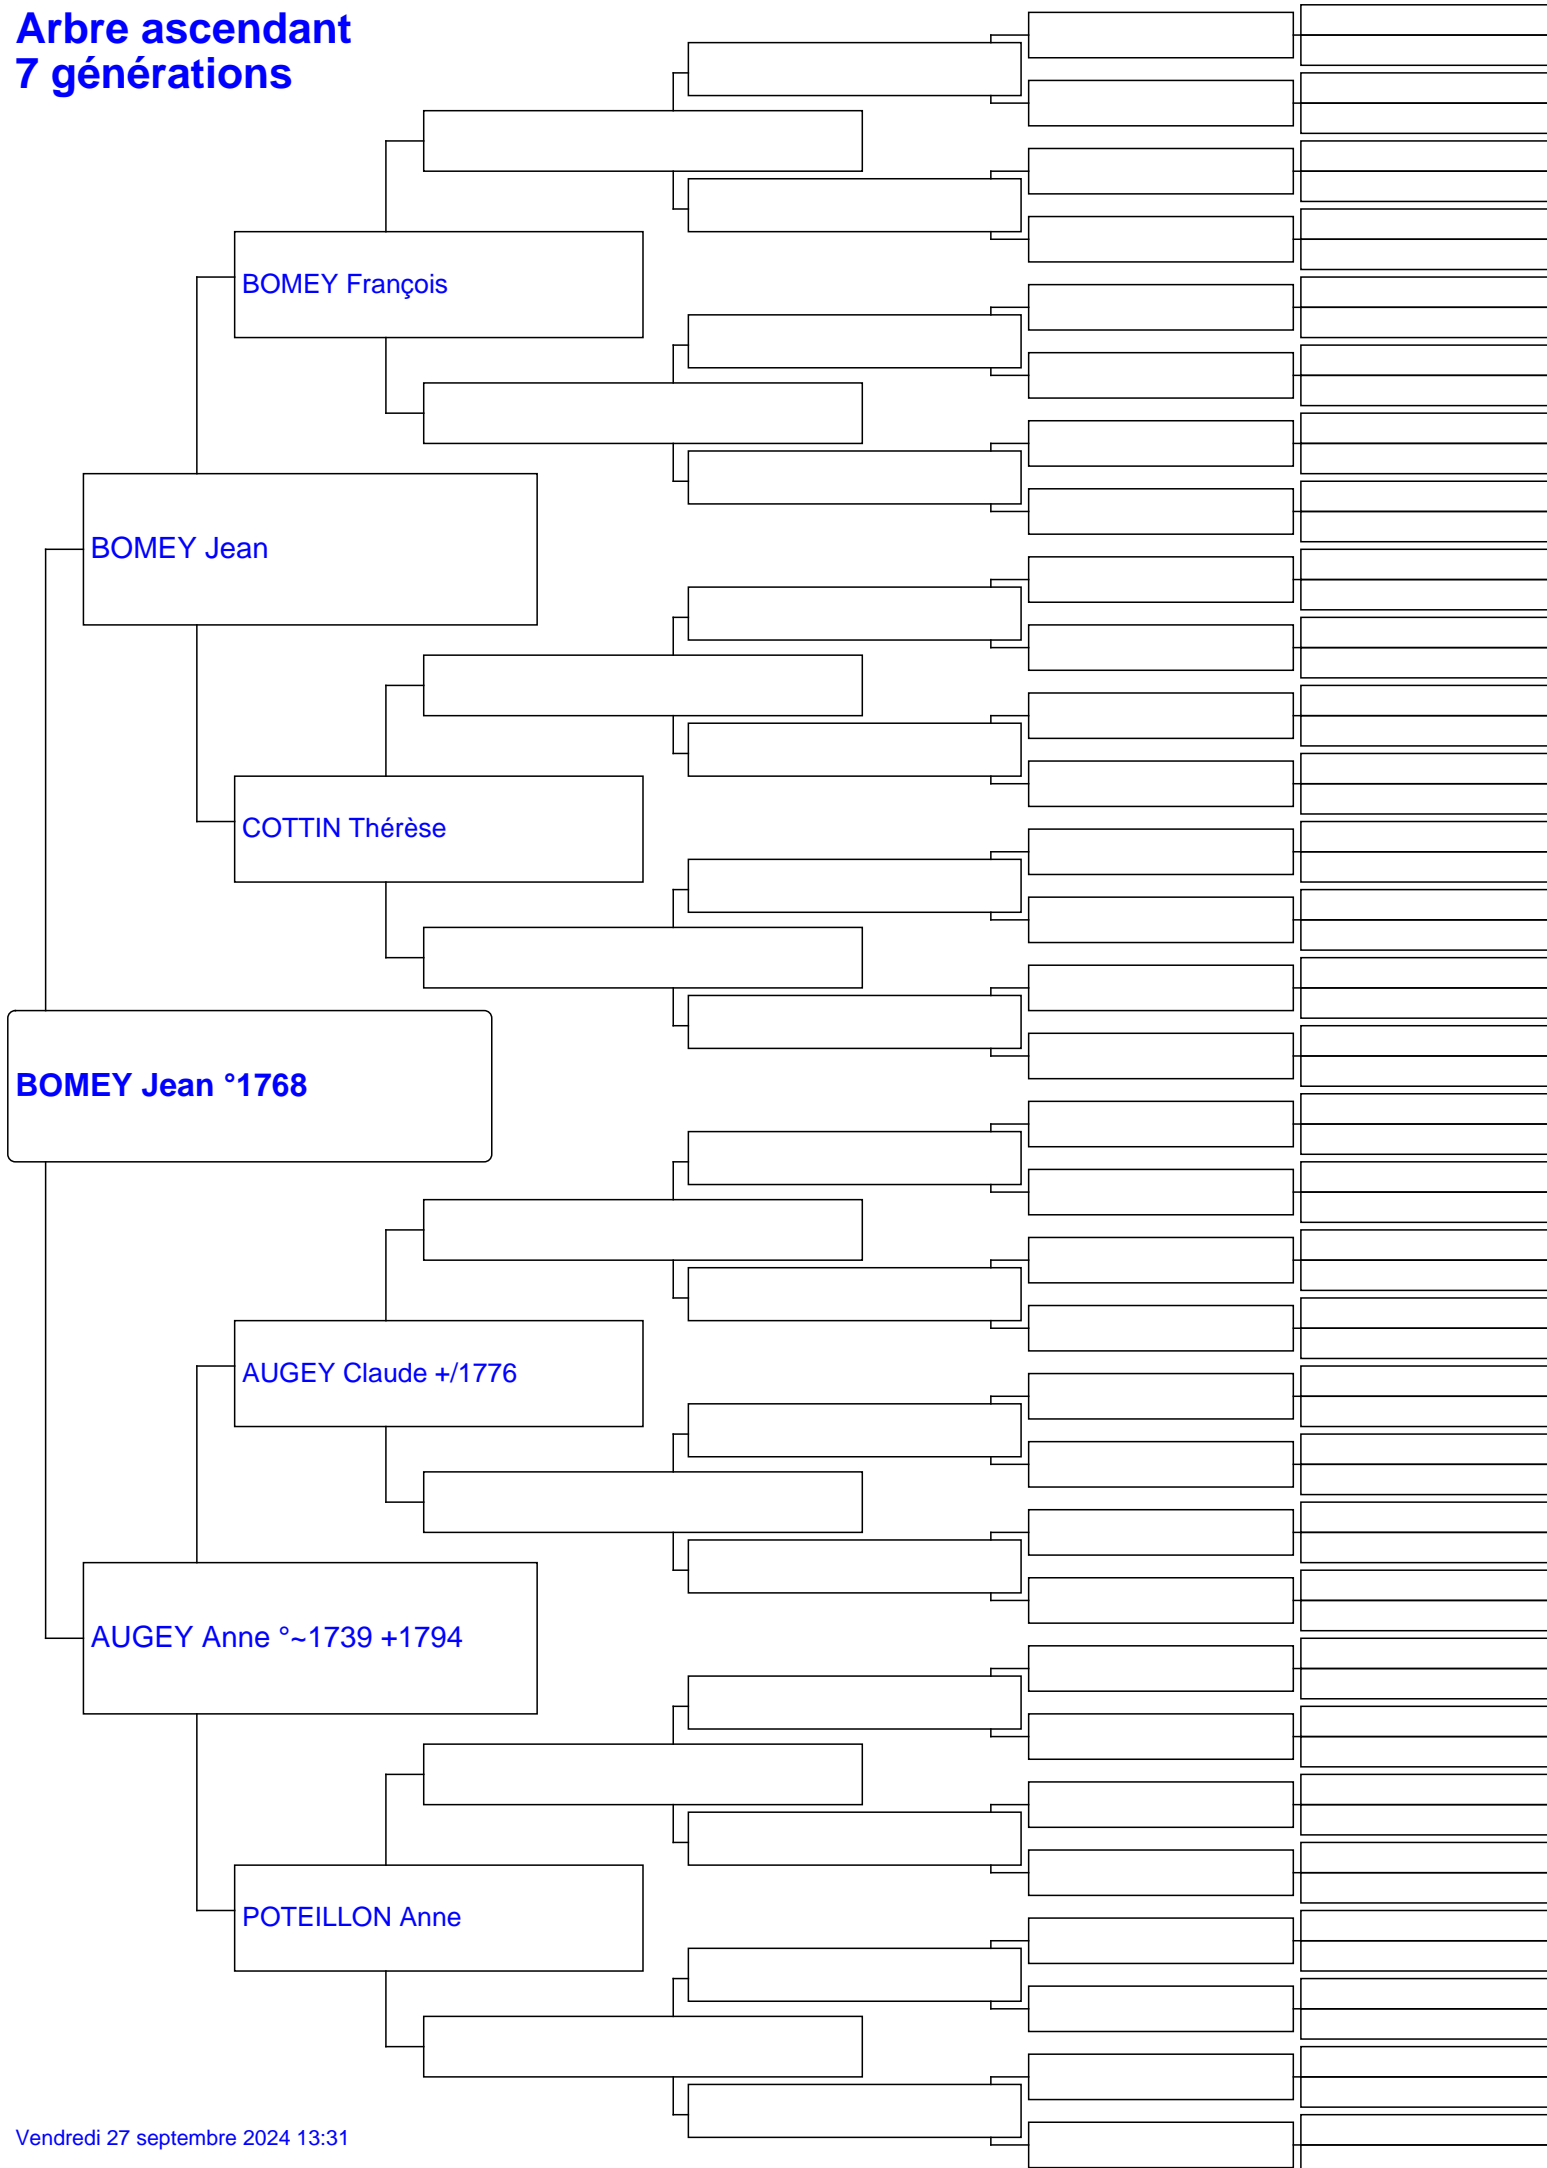 Arbre ascendant
7 générations
BOMEY François
BOMEY Jean
COTTIN Thérèse
BOMEY Jean °1768
AUGEY Claude +/1776
AUGEY Anne °~1739 +1794
POTEILLON Anne
Vendredi 27 septembre 2024 13:31